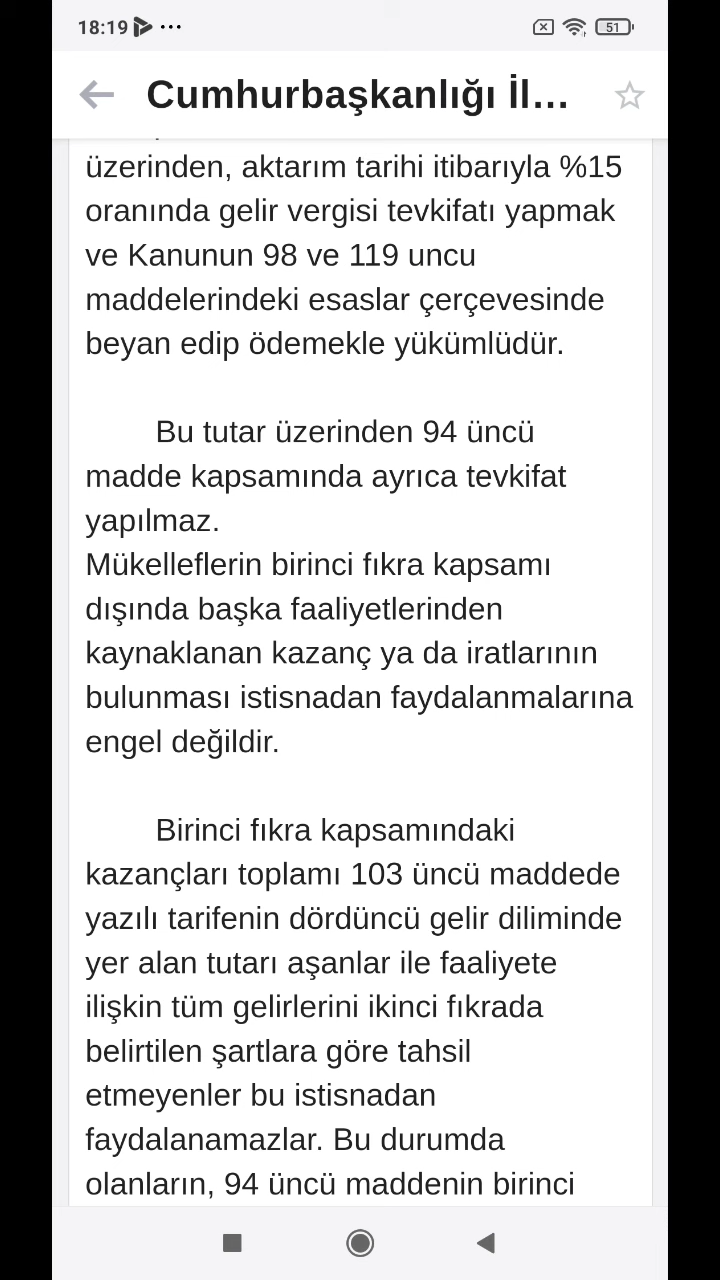 18:19
51
Cumhurbaşkanlığı İl...
üzerinden, aktarım tarihi itibarıyla %15
oranında gelir vergisi tevkifatı yapmak
ve Kanunun 98 ve 119 uncu
maddelerindeki esaslar çerçevesinde
beyan edip ödemekle yükümlüdür.
Bu tutar üzerinden 94 üncü
madde kapsamında ayrıca tevkifat
yapılmaz.
Mükelleflerin birinci fıkra kapsamı
dışında başka faaliyetlerinden
kaynaklanan kazanç ya da iratlarının
bulunması istisnadan faydalanmalarına
engel değildir.
Birinci fıkra kapsamındaki
kazançları toplamı 103 üncü maddede
yazılı tarifenin dördüncü gelir diliminde
yer alan tutarı aşanlar ile faaliyete
ilişkin tüm gelirlerini ikinci fıkrada
belirtilen şartlara göre tahsil
etmeyenler bu istisnadan
faydalanamazlar. Bu durumda
olanların, 94 üncü maddenin birinci